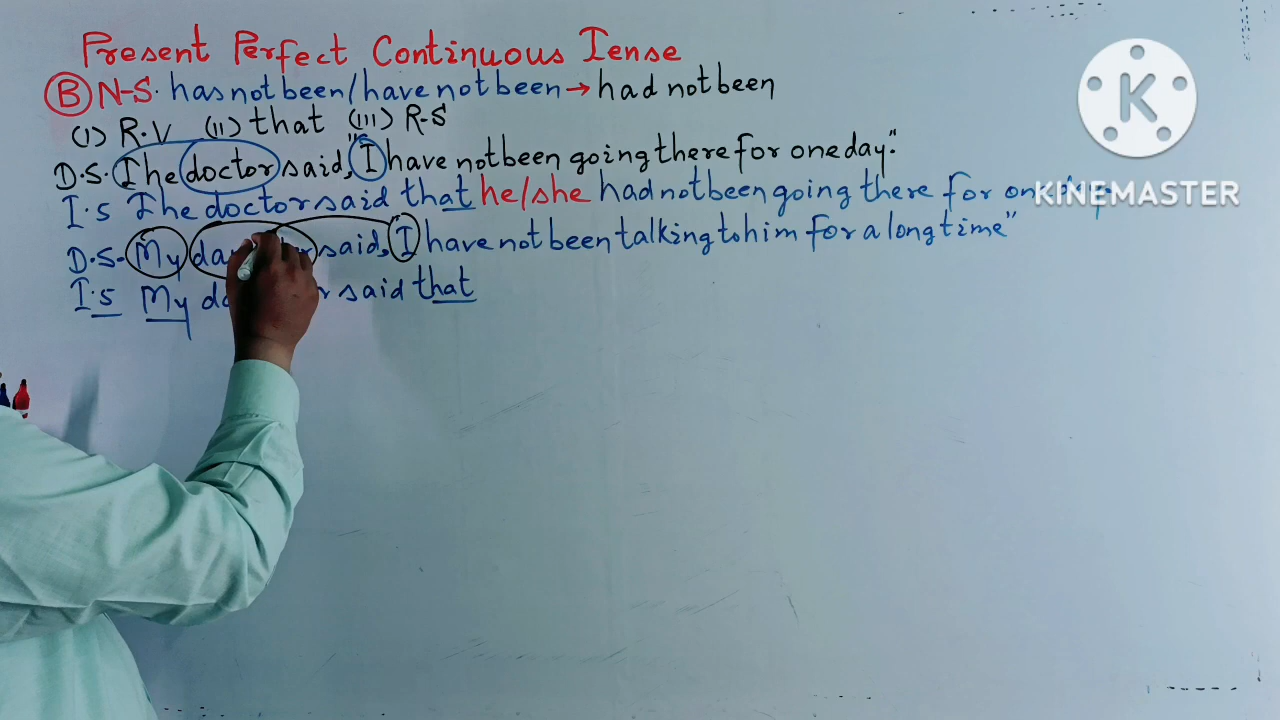 Present Perfect Continuous Tense
(B) N-S. has not been / have not been → had not been
(i) R.V (ii) that (iii) R-S
D.S. The doctor said, "I have not been going there for one day."
I.S The doctor said that he/she had not been going there for
D.S. My said, "I have not been talking to him for a long time"
I.S My said that
K
KINEMASTER